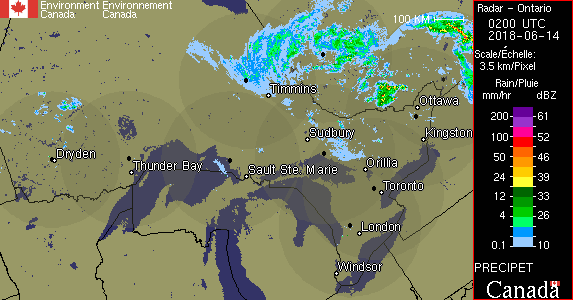 Environment Environnement
Canada Canada
100 KM
Timmins
Ottawa
Sudbury
Kingston
Dryden
Thunder Bay
Sault Ste. Marie
Orillia
Toronto
London
Windsor
Radar - Ontario
0200 UTC
2018-06-14
Scale/Échelle:
3.5 km/Pixel
Rain/Pluie
mm/hr dBZ
200 61
100 52
50 46
24 39
12 33
4 26
0.1 10
PRECIPET
Canada